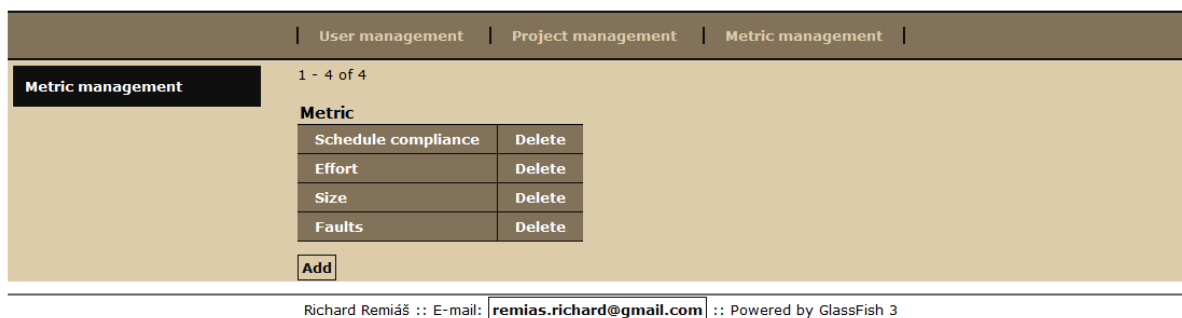 User management | Project management | Metric management |
Metric management
1 - 4 of 4
Metric
Schedule compliance Delete
Effort Delete
Size Delete
Faults Delete
Add
Richard Remiáš :: E-mail: remias.richard@gmail.com :: Powered by GlassFish 3